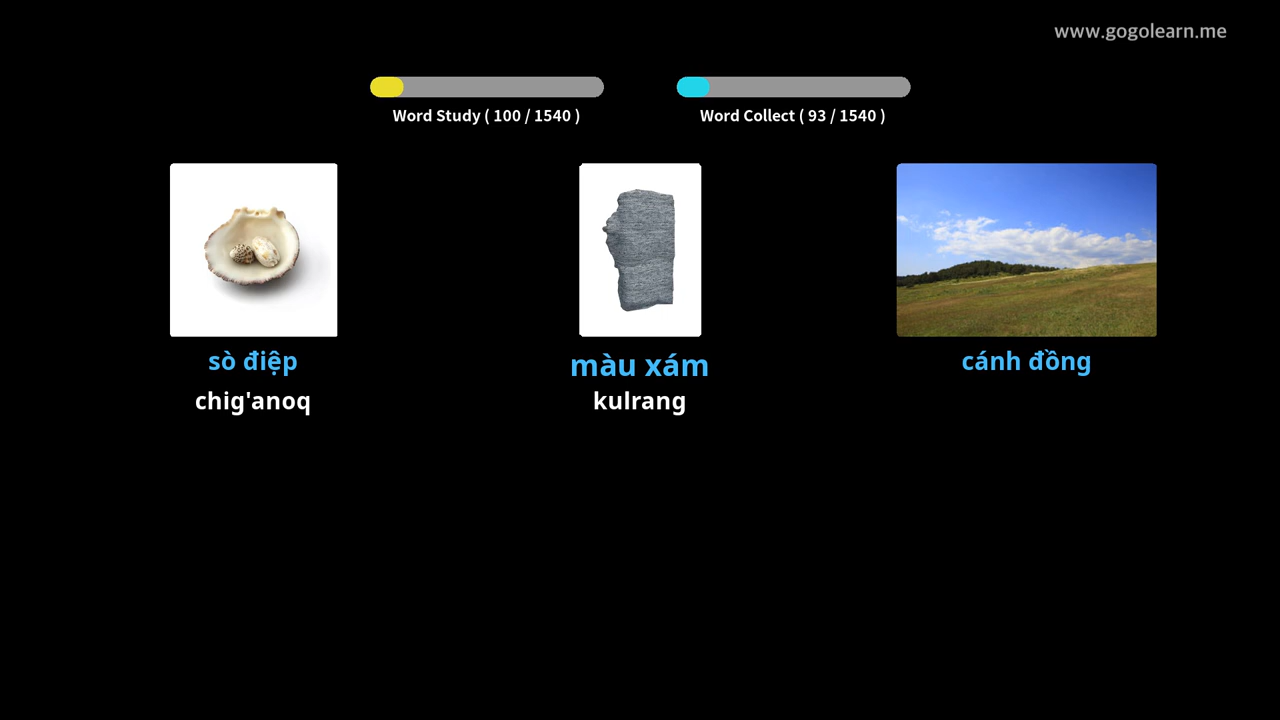 www.gogolearn.me
Word Study ( 100 / 1540 )
Word Collect ( 93 / 1540 )
sò điệp
màu xám
cánh đồng
chig'anoq
kulrang